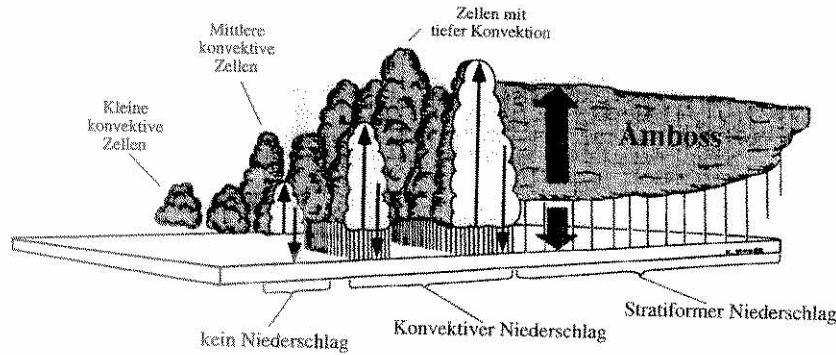 Zellen mit
tiefer Konvektion
Mittlere
konvektive
Zellen
Kleine
konvektive
Zellen
Amboss
kein Niederschlag
Konvektiver Niederschlag
Stratiformer Niederschlag